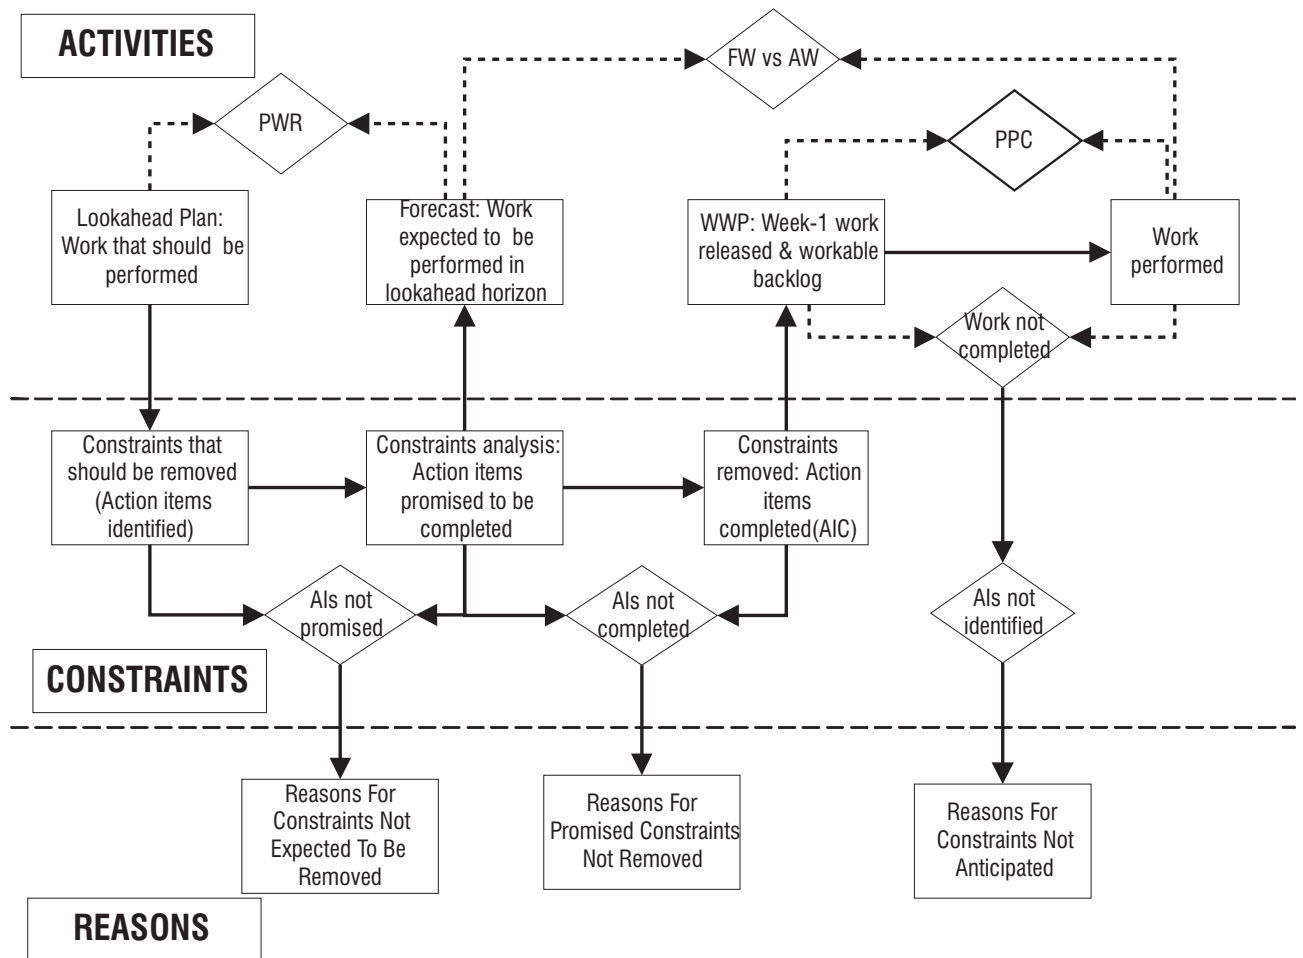 ACTIVITIES
FW vs AW
PWR
PPC
Lookahead Plan:
Work that should be
performed
Forecast: Work
expected to be
performed in
lookahead horizon
WWP: Week-1 work
released & workable
backlog
Work
performed
Work not
completed
Constraints that
should be removed
(Action items
identified)
Constraints analysis:
Action items
promised to be
completed
Constraints
removed: Action
items
completed(AIC)
AIs not
promised
AIs not
completed
AIs not
identified
CONSTRAINTS
Reasons For
Constraints Not
Expected To Be
Removed
Reasons For
Promised Constraints
Not Removed
Reasons For
Constraints Not
Anticipated
REASONS